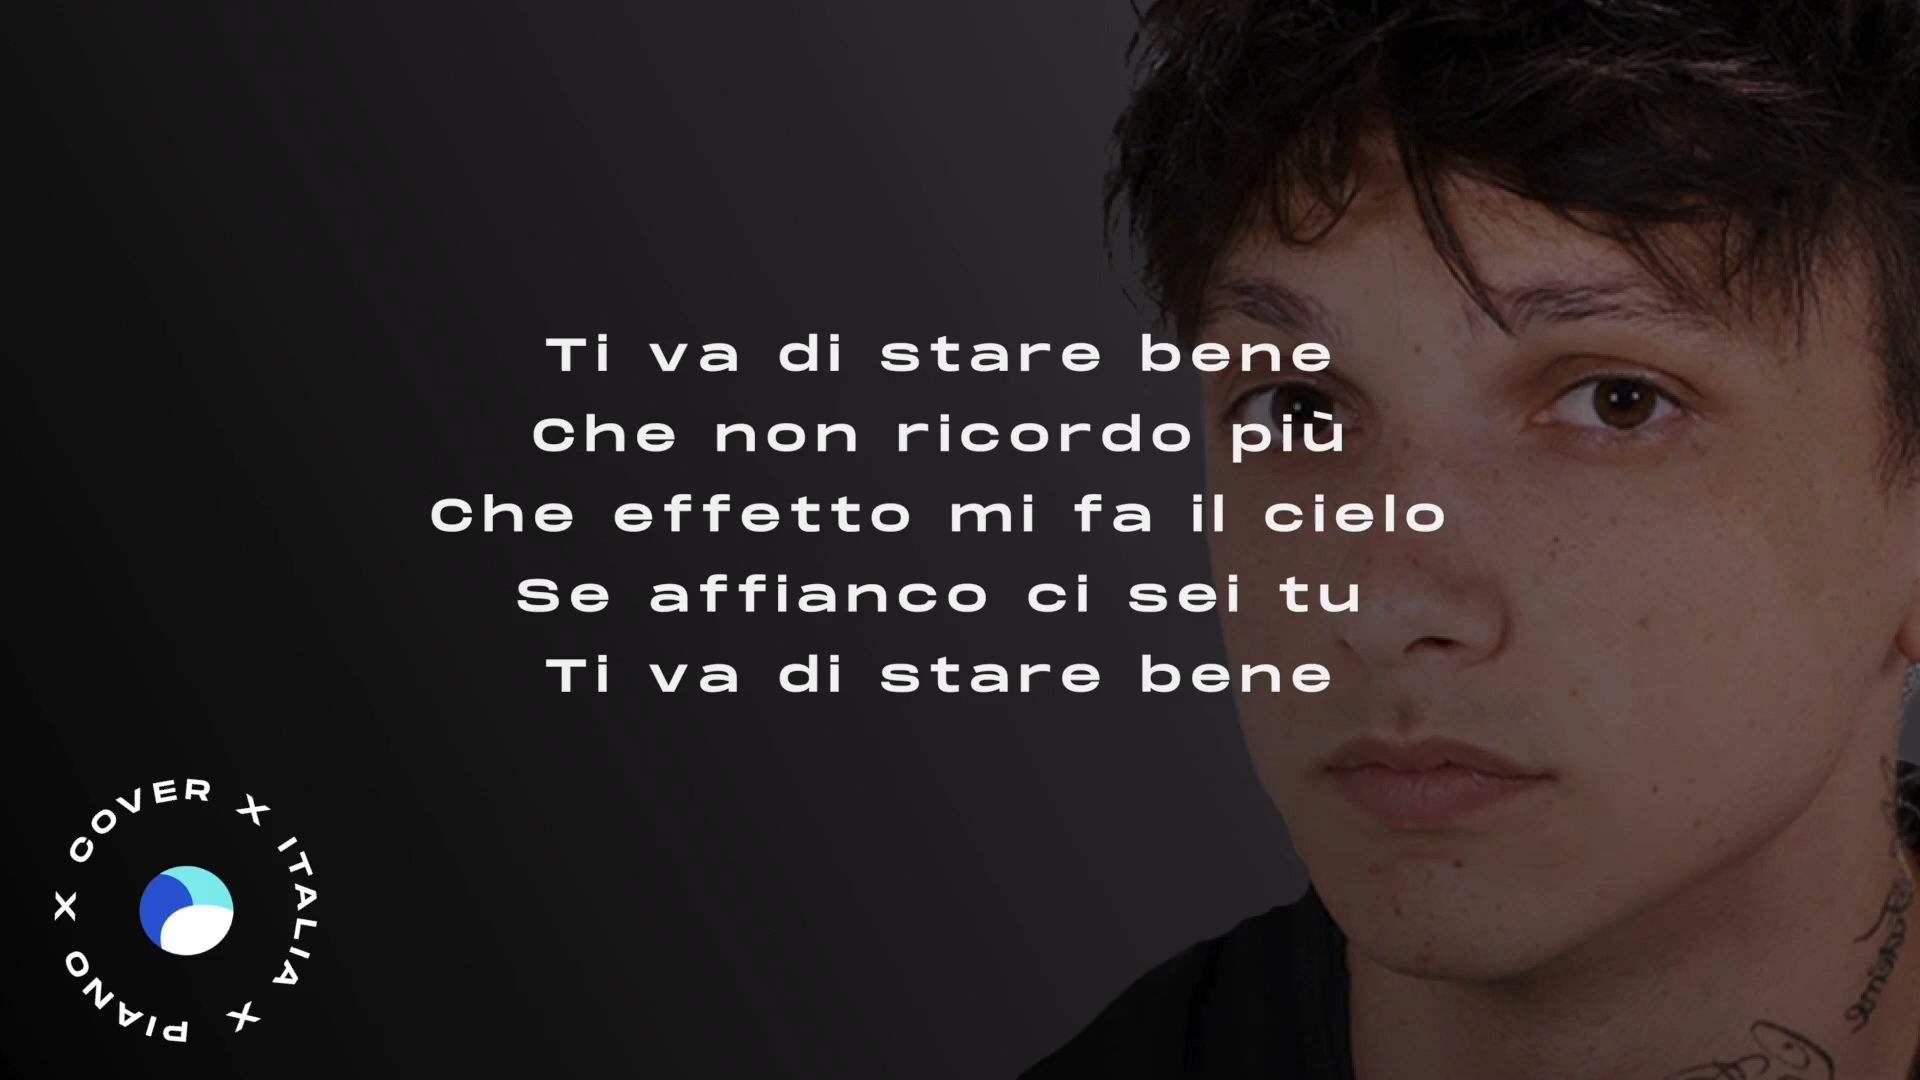 Ti va di stare bene
Che non ricordo più
Che effetto mi fa il cielo
Se affianco ci sei tu
Ti va di stare bene
PIANO X COVER X ITALIA X